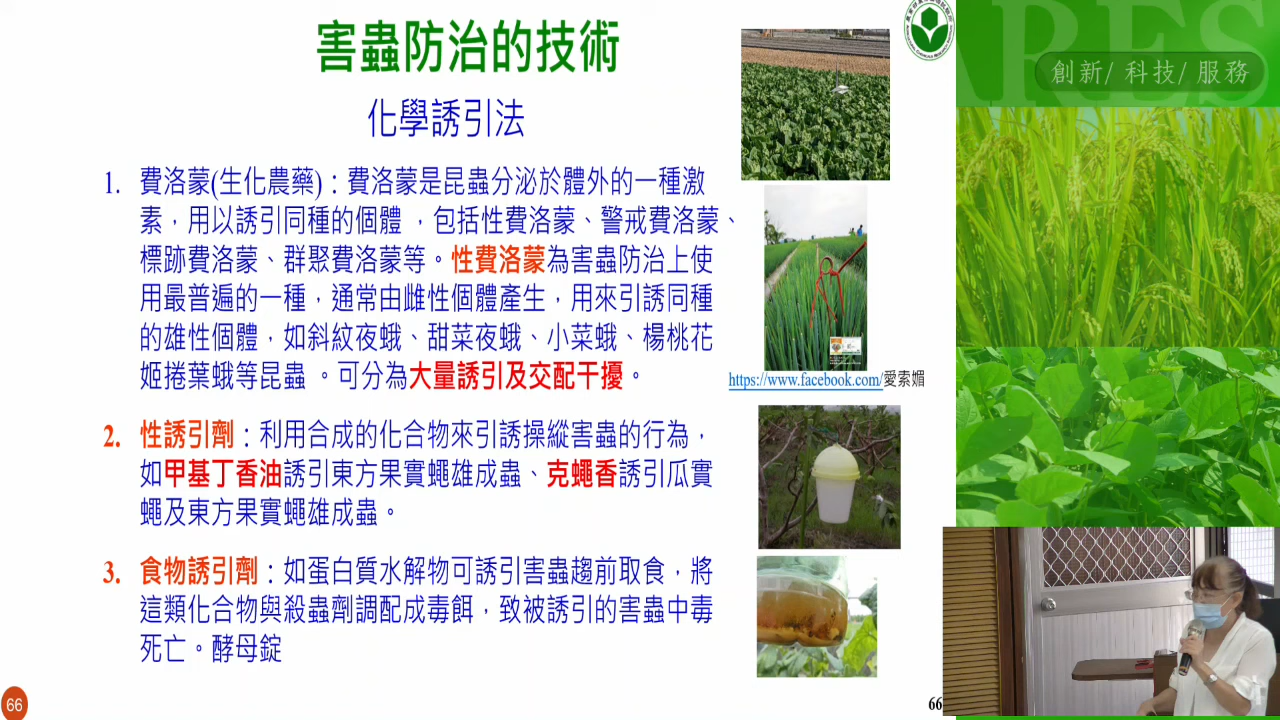 害蟲防治的技術
化學誘引法
1. 費洛蒙(生化農藥)：費洛蒙是昆蟲分泌於體外的一種激
素，用以誘引同種的個體 ，包括性費洛蒙、警戒費洛蒙、
標跡費洛蒙、群聚費洛蒙等。性費洛蒙為害蟲防治上使
用最普遍的一種，通常由雌性個體產生，用來引誘同種
的雄性個體，如斜紋夜蛾、甜菜夜蛾、小菜蛾、楊桃花
姬捲葉蛾等昆蟲 。可分為大量誘引及交配干擾。
2. 性誘引劑：利用合成的化合物來引誘操縱害蟲的行為，
如甲基丁香油誘引東方果實蠅雄成蟲、克蠅香誘引瓜實
蠅及東方果實蠅雄成蟲。
3. 食物誘引劑：如蛋白質水解物可誘引害蟲趨前取食，將
這類化合物與殺蟲劑調配成毒餌，致被誘引的害蟲中毒
死亡。酵母錠
https://www.facebook.com/愛索媚
66
66
ARES
創新/ 科技/ 服務